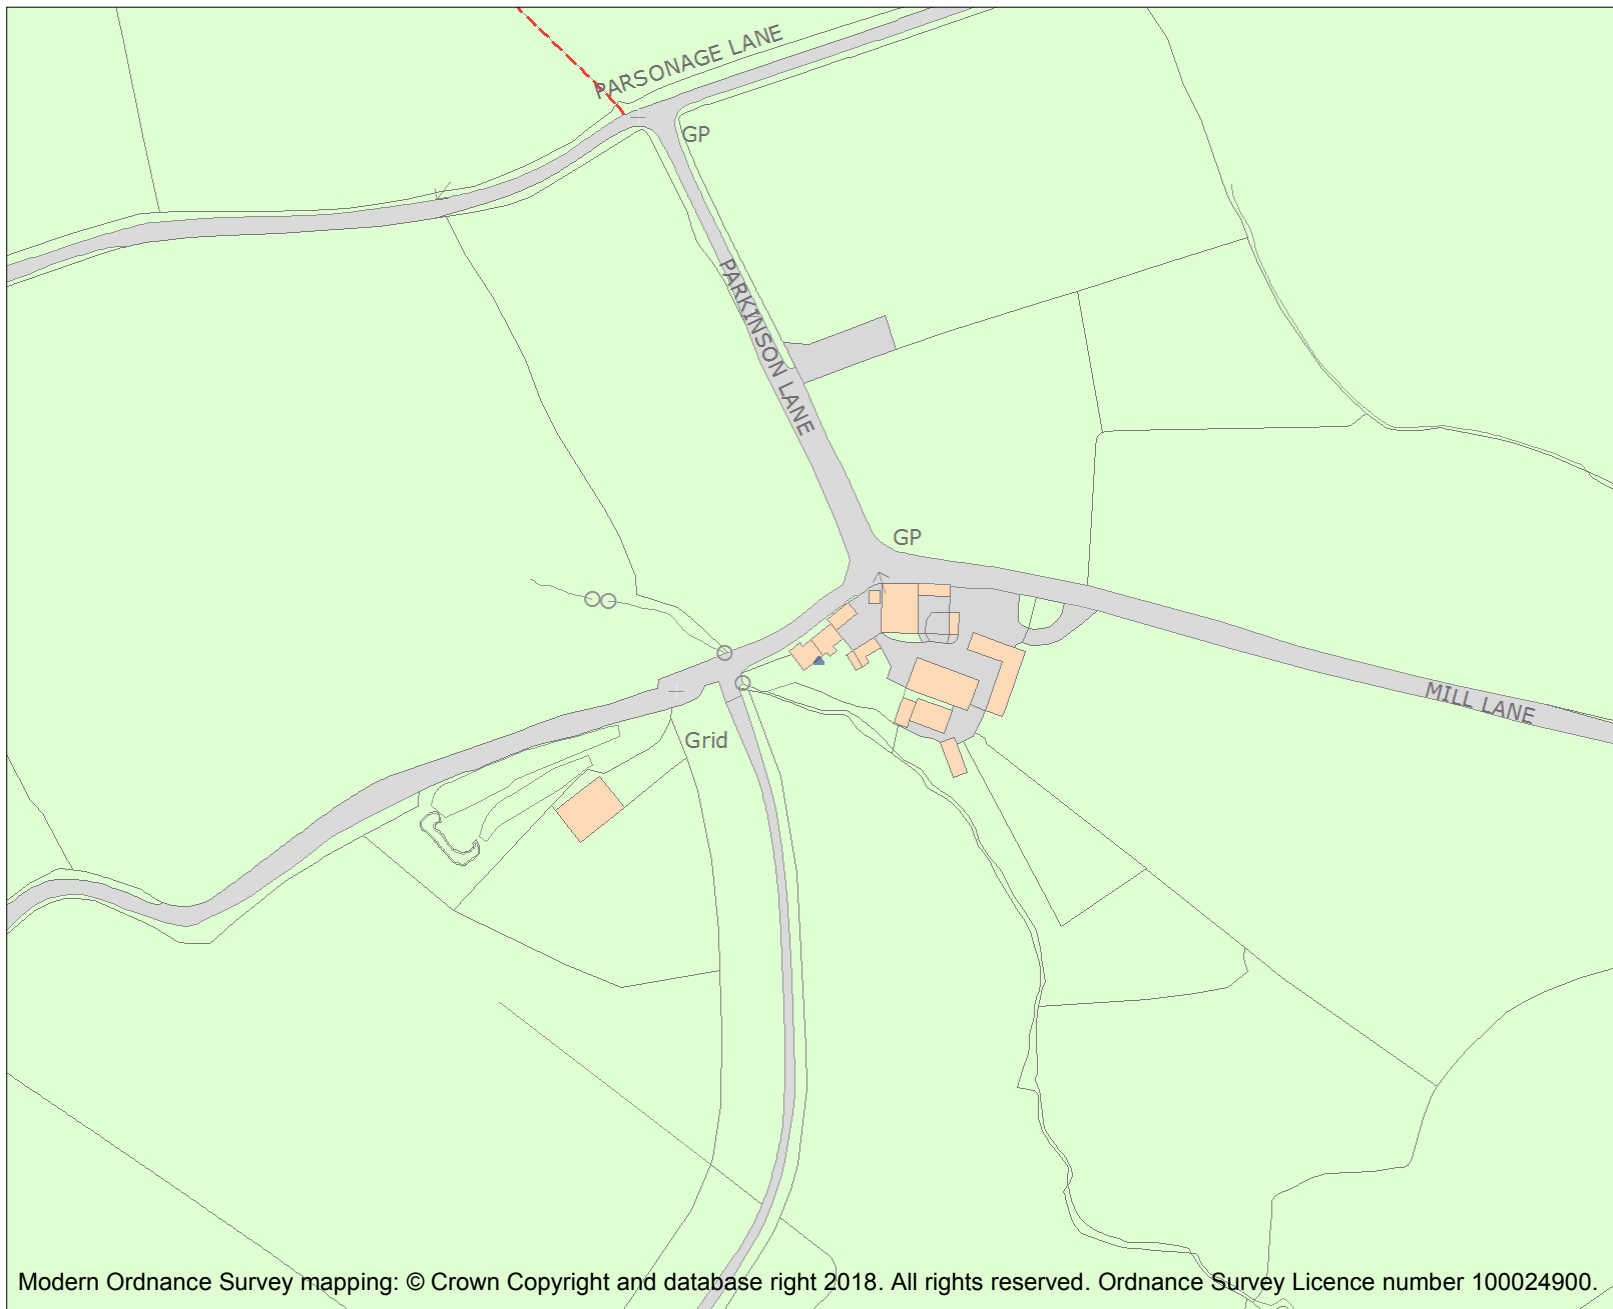 PARSONAGE LANE
GP
PARKINSON LANE
GP
MILL LANE
Grid
Modern Ordnance Survey mapping: © Crown Copyright and database right 2018. All rights reserved. Ordnance Survey Licence number 100024900.